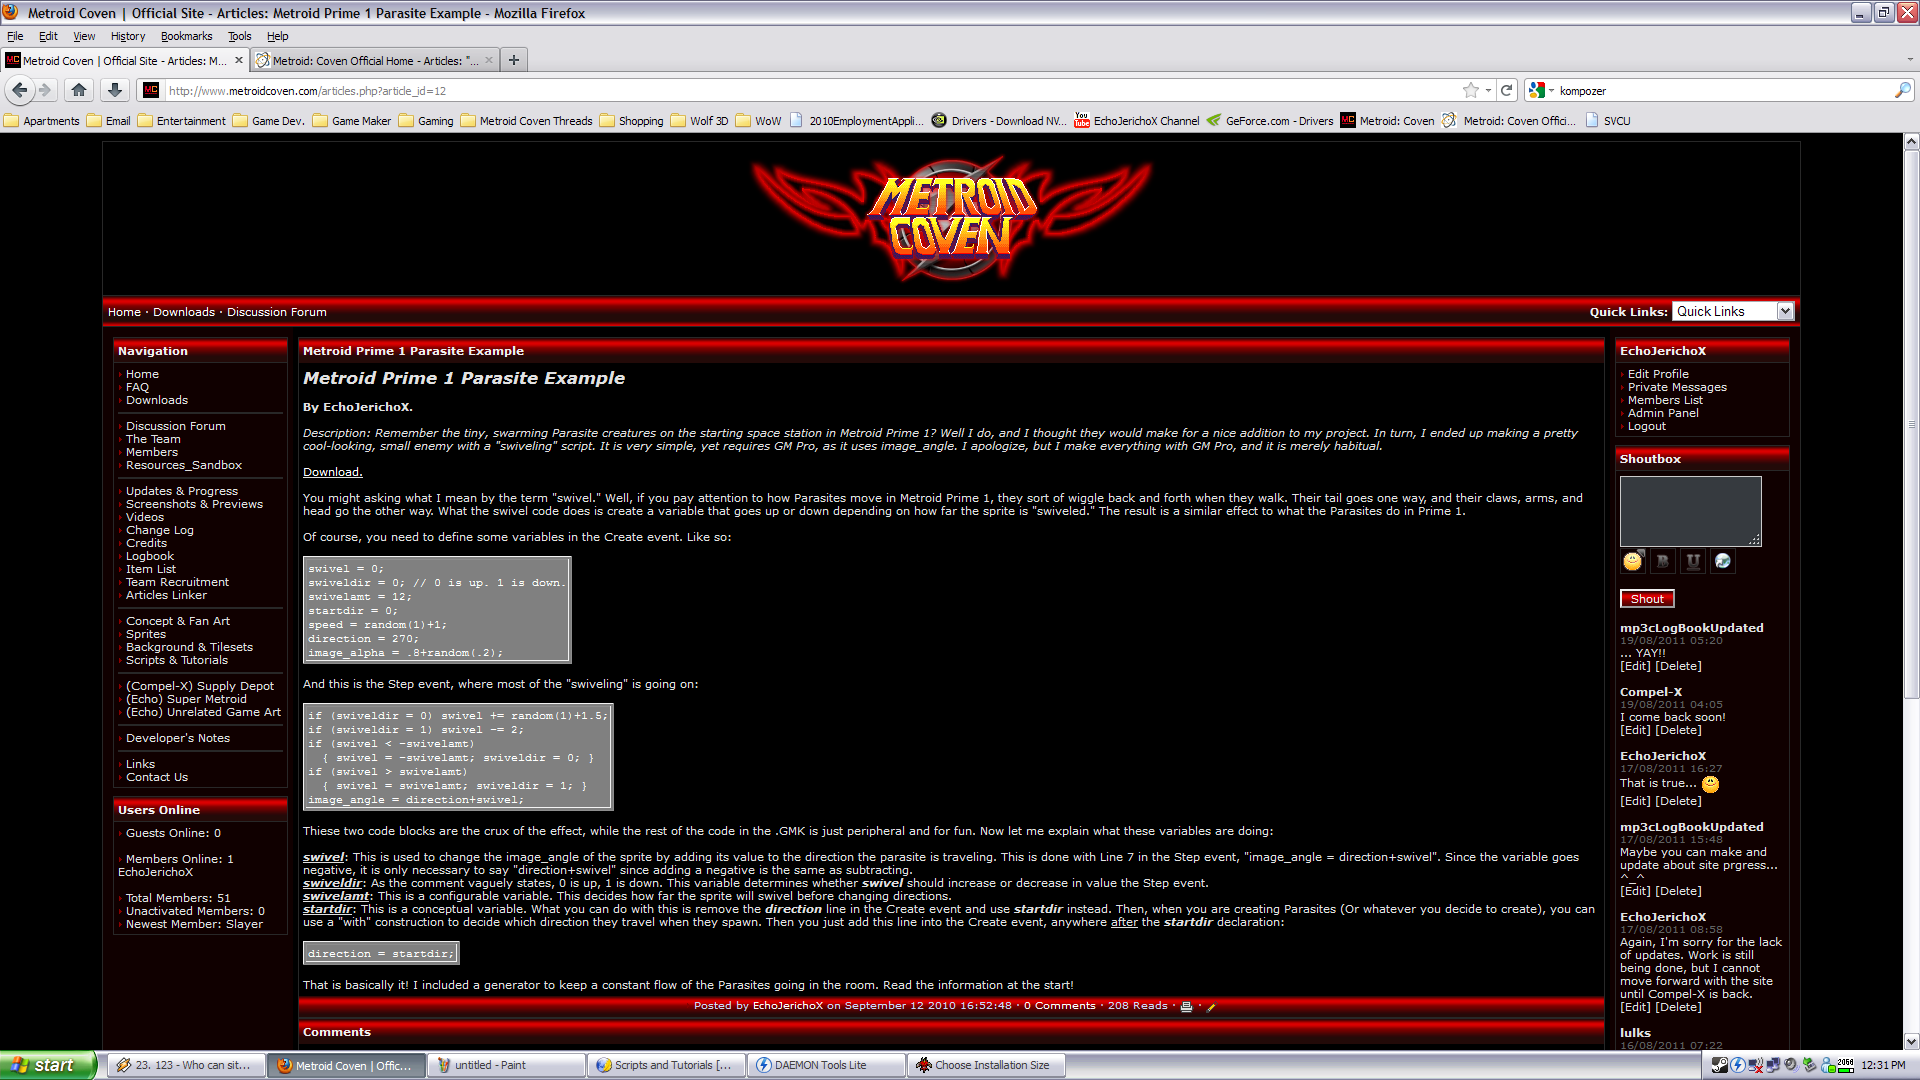 Metroid Coven | Official Site - Articles: Metroid Prime 1 Parasite Example - Mozilla Firefox
File Edit View History Bookmarks Tools Help
Metroid Coven | Official Site - Articles: M...
Metroid: Coven Official Home - Articles: "...
http://www.metroidcoven.com/articles.php?article_id=12
kompozer
Apartments Email Entertainment Game Dev. Game Maker Gaming Metroid Coven Threads Shopping Wolf 3D WoW 2010EmploymentAppli... Drivers - Download NV... EchoJerichoX Channel GeForce.com - Drivers Metroid: Coven Metroid: Coven Offici... SVCU
METROID
COVEN
Home · Downloads · Discussion Forum
Quick Links: Quick Links
Navigation
Home
FAQ
Downloads
Discussion Forum
The Team
Members
Resources_Sandbox
Updates & Progress
Screenshots & Previews
Videos
Change Log
Credits
Logbook
Item List
Team Recruitment
Articles Linker
Concept & Fan Art
Sprites
Background & Tilesets
Scripts & Tutorials
(Compel-X) Supply Depot
(Echo) Super Metroid
(Echo) Unrelated Game Art
Developer's Notes
Links
Contact Us
Users Online
Guests Online: 0
Members Online: 1
EchoJerichoX
Total Members: 51
Unactivated Members: 0
Newest Member: Slayer
Metroid Prime 1 Parasite Example
Metroid Prime 1 Parasite Example
By EchoJerichoX.
Description: Remember the tiny, swarming Parasite creatures on the starting space station in Metroid Prime 1? Well I do, and I thought they would make for a nice addition to my project. In turn, I ended up making a pretty
cool-looking, small enemy with a "swiveling" script. It is very simple, yet requires GM Pro, as it uses image_angle. I apologize, but I make everything with GM Pro, and it is merely habitual.
Download.
You might asking what I mean by the term "swivel." Well, if you pay attention to how Parasites move in Metroid Prime 1, they sort of wiggle back and forth when they walk. Their tail goes one way, and their claws, arms, and
head go the other way. What the swivel code does is create a variable that goes up or down depending on how far the sprite is "swiveled." The result is a similar effect to what the Parasites do in Prime 1.
Of course, you need to define some variables in the Create event. Like so:
swivel = 0;
swiveldir = 0; // 0 is up. 1 is down.
swivelamt = 12;
startdir = 0;
speed = random(1)+1;
direction = 270;
image_alpha = .8+random(.2);
And this is the Step event, where most of the "swiveling" is going on:
if (swiveldir = 0) swivel += random(1)+1.5;
if (swiveldir = 1) swivel -= 2;
if (swivel < -swivelamt)
{ swivel = -swivelamt; swiveldir = 0; }
if (swivel > swivelamt)
{ swivel = swivelamt; swiveldir = 1; }
image_angle = direction+swivel;
Thiese two code blocks are the crux of the effect, while the rest of the code in the .GMK is just peripheral and for fun. Now let me explain what these variables are doing:
swivel: This is used to change the image_angle of the sprite by adding its value to the direction the parasite is traveling. This is done with Line 7 in the Step event, "image_angle = direction+swivel". Since the variable goes
negative, it is only necessary to say "direction+swivel" since adding a negative is the same as subtracting.
swiveldir: As the comment vaguely states, 0 is up, 1 is down. This variable determines whether swivel should increase or decrease in value the Step event.
swivelamt: This is a configurable variable. This decides how far the sprite will swivel before changing directions.
startdir: This is a conceptual variable. What you can do with this is remove the direction line in the Create event and use startdir instead. Then, when you are creating Parasites (Or whatever you decide to create), you can
use a "with" construction to decide which direction they travel when they spawn. Then you just add this line into the Create event, anywhere after the startdir declaration:
direction = startdir;
That is basically it! I included a generator to keep a constant flow of the Parasites going in the room. Read the information at the start!
Posted by EchoJerichoX on September 12 2010 16:52:48 · 0 Comments · 208 Reads ·
Comments
EchoJerichoX
Edit Profile
Private Messages
Members List
Admin Panel
Logout
Shoutbox
B U
Shout
mp3cLogBookUpdated
19/08/2011 05:20
... YAY!!
[Edit] [Delete]
Compel-X
19/08/2011 04:05
I come back soon!
[Edit] [Delete]
EchoJerichoX
17/08/2011 16:27
That is true...
[Edit] [Delete]
mp3cLogBookUpdated
17/08/2011 15:48
Maybe you can make and
update about site prgress...
^_^
[Edit] [Delete]
EchoJerichoX
17/08/2011 08:58
Again, I'm sorry for the lack
of updates. Work is still
being done, but I cannot
move forward with the site
until Compel-X is back.
[Edit] [Delete]
lulks
16/08/2011 07:22
start
23. 123 - Who can sit...
Metroid Coven | Offic...
untitled - Paint
Scripts and Tutorials [...
DAEMON Tools Lite
Choose Installation Size
12:31 PM